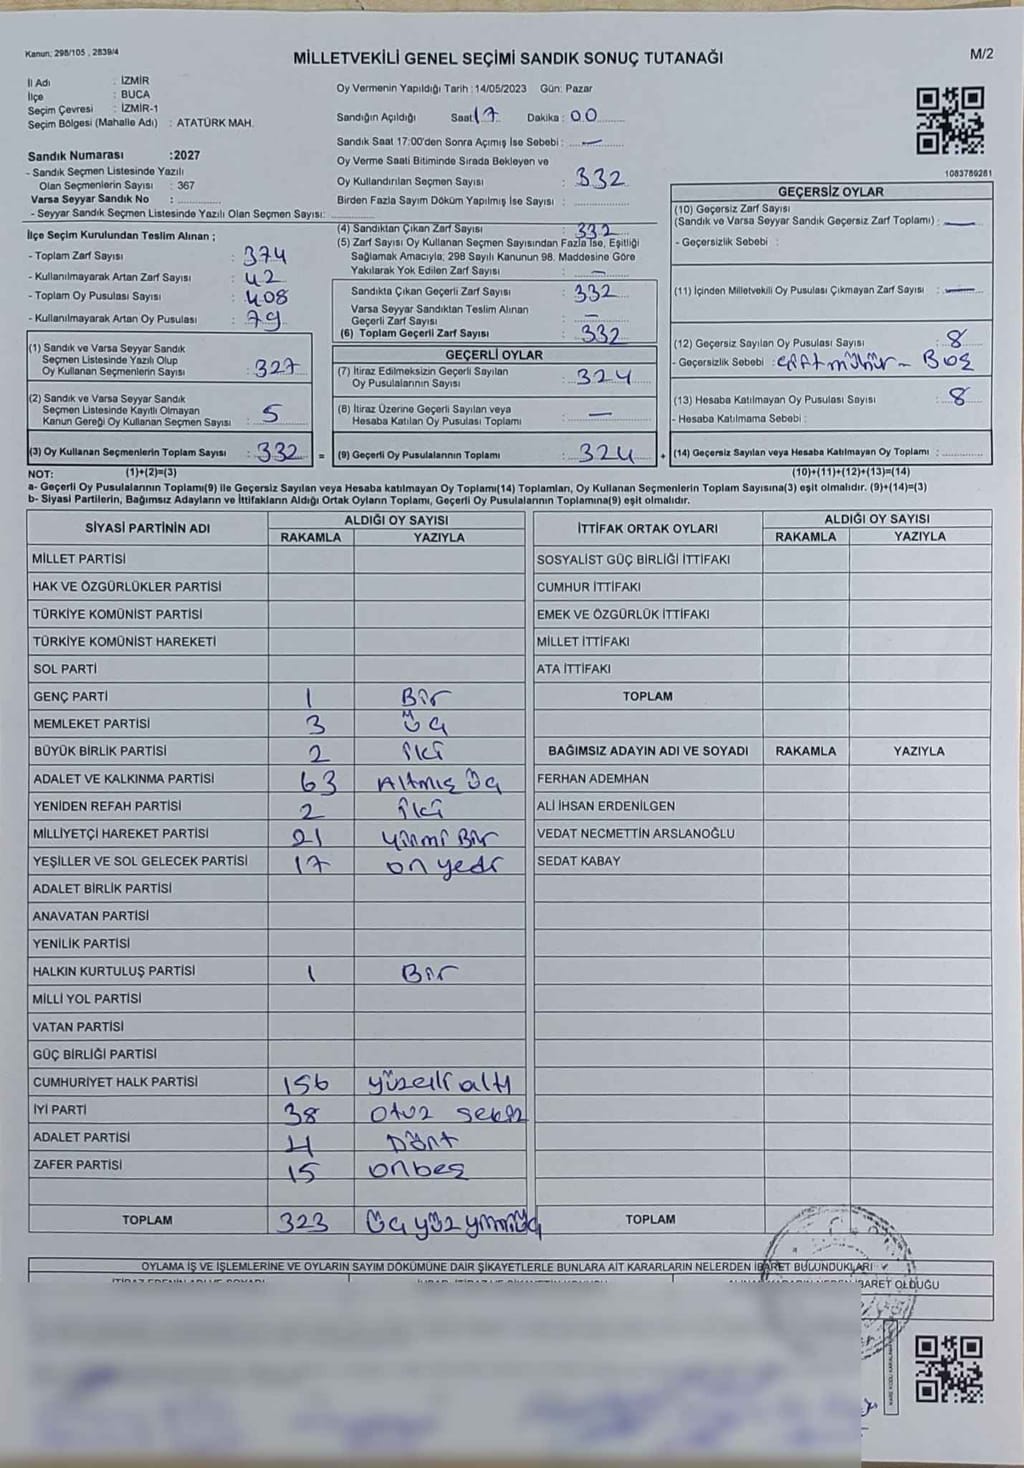 Kanun, 298/105 , 2839/4
MİLLETVEKİLİ GENEL SEÇİMİ SANDIK SONUÇ TUTANAĞI
M/2
İl Adı : İZMİR
İlçe : BUCA
Seçim Çevresi : İZMİR-1
Seçim Bölgesi (Mahalle Adı) : ATATÜRK MAH.
Sandık Numarası :2027
- Sandık Seçmen Listesinde Yazılı
Olan Seçmenlerin Sayısı : 367
Varsa Seyyar Sandık No :
- Seyyar Sandık Seçmen Listesinde Yazılı Olan Seçmen Sayısı:
İlçe Seçim Kurulundan Teslim Alınan ;
- Toplam Zarf Sayısı : 374
- Kullanılmayarak Artan Zarf Sayısı : 42
- Toplam Oy Pusulası Sayısı : 408
- Kullanılmayarak Artan Oy Pusulası : 79
(1) Sandık ve Varsa Seyyar Sandık
Seçmen Listesinde Yazılı Olup
Oy Kullanan Seçmenlerin Sayısı : 327
(2) Sandık ve Varsa Seyyar Sandık
Seçmen Listesinde Kayıtlı Olmayan
Kanun Gereği Oy Kullanan Seçmen Sayısı : 5
(3) Oy Kullanan Seçmenlerin Toplam Sayısı : 332 =
Oy Vermenin Yapıldığı Tarih :14/05/2023 Gün: Pazar
Sandığın Açıldığı Saat: 17 Dakika : 00
Sandık Saat 17:00'den Sonra Açımış İse Sebebi : —
Oy Verme Saati Bitiminde Sırada Bekleyen ve
Oy Kullandırılan Seçmen Sayısı : 332
Birden Fazla Sayım Döküm Yapılmış İse Sayısı :
(4) Sandıktan Çıkan Zarf Sayısı : 332
(5) Zarf Sayısı Oy Kullanan Seçmen Sayısından Fazla İse, Eşitliği
Sağlamak Amacıyla; 298 Sayılı Kanunun 98. Maddesine Göre
Yakılarak Yok Edilen Zarf Sayısı : —
Sandıkta Çıkan Geçerli Zarf Sayısı : 332
Varsa Seyyar Sandıktan Teslim Alınan
Geçerli Zarf Sayısı : —
(6) Toplam Geçerli Zarf Sayısı : 332
GEÇERLİ OYLAR
(7) İtiraz Edilmeksizin Geçerli Sayılan
Oy Pusulalarının Sayısı : 324
(8) İtiraz Üzerine Geçerli Sayılan veya
Hesaba Katılan Oy Pusulası Toplamı : —
(9) Geçerli Oy Pusulalarının Toplamı : 324 +
1083789281
GEÇERSİZ OYLAR
(10) Geçersiz Zarf Sayısı
(Sandık ve Varsa Seyyar Sandık Geçersiz Zarf Toplamı) : —
- Geçersizlik Sebebi :
(11) İçinden Milletvekili Oy Pusulası Çıkmayan Zarf Sayısı : —
(12) Geçersiz Sayılan Oy Pusulası Sayısı : 8
- Geçersizlik Sebebi : çift mühür - Boş
(13) Hesaba Katılmayan Oy Pusulası Sayısı : 8
- Hesaba Katılmama Sebebi :
(14) Geçersiz Sayılan veya Hesaba Katılmayan Oy Toplamı :
NOT: (1)+(2)=(3) (10)+(11)+(12)+(13)=(14)
a- Geçerli Oy Pusulalarının Toplamı(9) ile Geçersiz Sayılan veya Hesaba katılmayan Oy Toplamı(14) Toplamları, Oy Kullanan Seçmenlerin Toplam Sayısına(3) eşit olmalıdır. (9)+(14)=(3)
b- Siyasi Partilerin, Bağımsız Adayların ve İttifakların Aldığı Ortak Oyların Toplamı, Geçerli Oy Pusulalarının Toplamına(9) eşit olmalıdır.
SİYASİ PARTİNİN ADI ALDIĞI OY SAYISI
RAKAMLA YAZIYLA
MİLLET PARTİSİ
HAK VE ÖZGÜRLÜKLER PARTİSİ
TÜRKİYE KOMÜNİST PARTİSİ
TÜRKİYE KOMÜNİST HAREKETİ
SOL PARTİ
GENÇ PARTİ 1 Bir
MEMLEKET PARTİSİ 3 Üç
BÜYÜK BİRLİK PARTİSİ 2 iki
ADALET VE KALKINMA PARTİSİ 63 Altmış üç
YENİDEN REFAH PARTİSİ 2 iki
MİLLİYETÇİ HAREKET PARTİSİ 21 yirmi Bir
YEŞİLLER VE SOL GELECEK PARTİSİ 17 on yedi
ADALET BİRLİK PARTİSİ
ANAVATAN PARTİSİ
YENİLİK PARTİSİ
HALKIN KURTULUŞ PARTİSİ 1 Bir
MİLLİ YOL PARTİSİ
VATAN PARTİSİ
GÜÇ BİRLİĞİ PARTİSİ
CUMHURİYET HALK PARTİSİ 156 yüzelli altı
İYİ PARTİ 38 Otuz sekiz
ADALET PARTİSİ 4 Dört
ZAFER PARTİSİ 15 onbeş
TOPLAM 323 Üç yüz yirmiüç
İTTİFAK ORTAK OYLARI ALDIĞI OY SAYISI
RAKAMLA YAZIYLA
SOSYALİST GÜÇ BİRLİĞİ İTTİFAKI
CUMHUR İTTİFAKI
EMEK VE ÖZGÜRLÜK İTTİFAKI
MİLLET İTTİFAKI
ATA İTTİFAKI
TOPLAM
BAĞIMSIZ ADAYIN ADI VE SOYADI RAKAMLA YAZIYLA
FERHAN ADEMHAN
ALİ İHSAN ERDENİLGEN
VEDAT NECMETTİN ARSLANOĞLU
SEDAT KABAY
TOPLAM
OYLAMA İŞ VE İŞLEMLERİNE VE OYLARIN SAYIM DÖKÜMÜNE DAİR ŞİKAYETLERLE BUNLARA AİT KARARLARIN NELERDEN İBARET BULUNDUKLARI
İBARET OLDUĞU